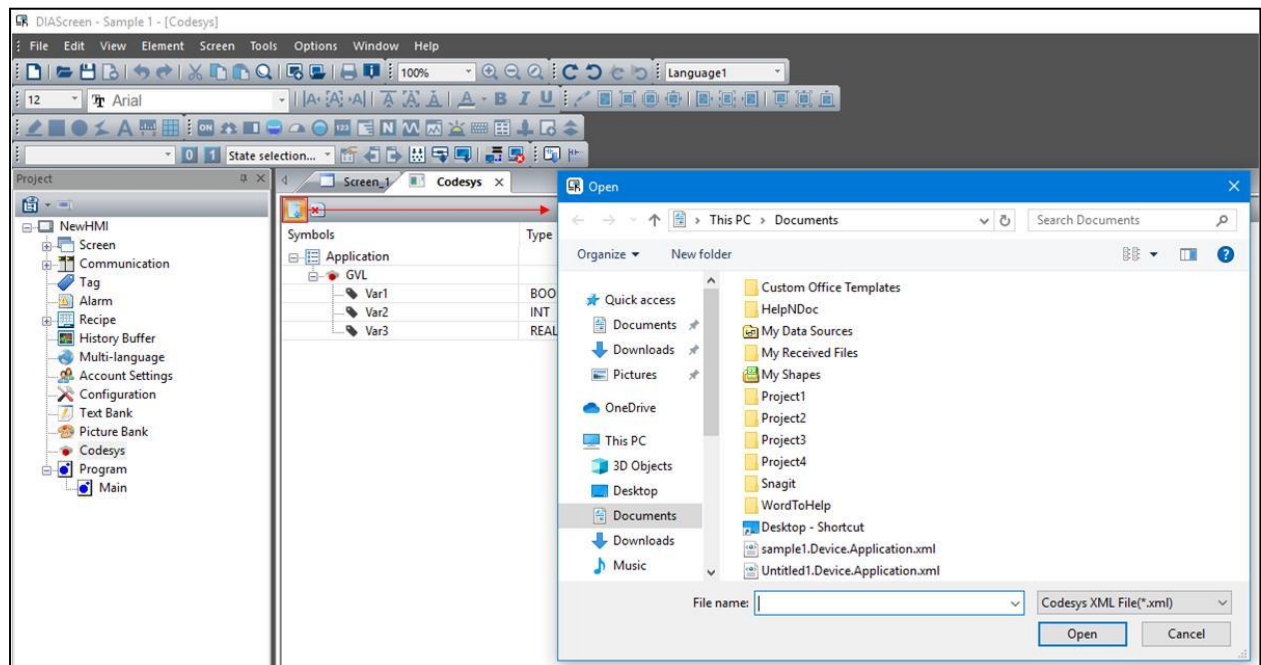 DIAScreen - Sample 1 - [Codesys]
File Edit View Element Screen Tools Options Window Help
100% Language1
12 Arial
State selection...
Project
NewHMI
Screen
Communication
Tag
Alarm
Recipe
History Buffer
Multi-language
Account Settings
Configuration
Text Bank
Picture Bank
Codesys
Program
Main
Screen_1 Codesys
Symbols Type
Application
GVL
Var1 BOO
Var2 INT
Var3 REAL
Open
This PC > Documents Search Documents
Organize New folder
Quick access
Documents
Downloads
Pictures
OneDrive
This PC
3D Objects
Desktop
Documents
Downloads
Music
Custom Office Templates
HelpNDoc
My Data Sources
My Received Files
My Shapes
Project1
Project2
Project3
Project4
Snagit
WordToHelp
Desktop - Shortcut
sample1.Device.Application.xml
Untitled1.Device.Application.xml
File name: Codesys XML File(*.xml)
Open Cancel